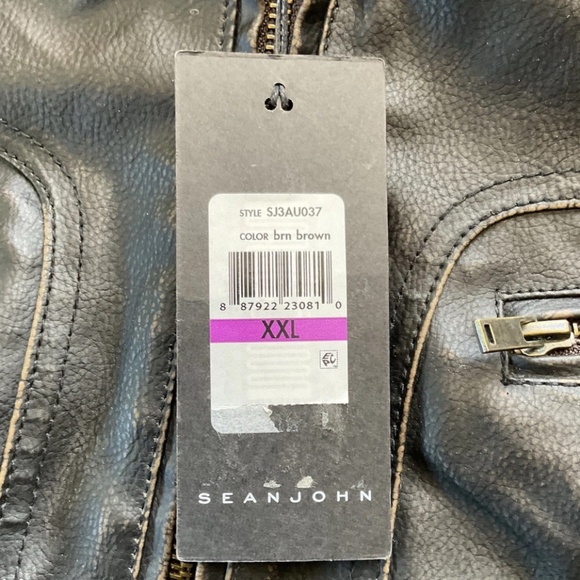 STYLE SJ3AU037
COLOR brn brown
8 87922 23081 0
XXL
SEANJOHN